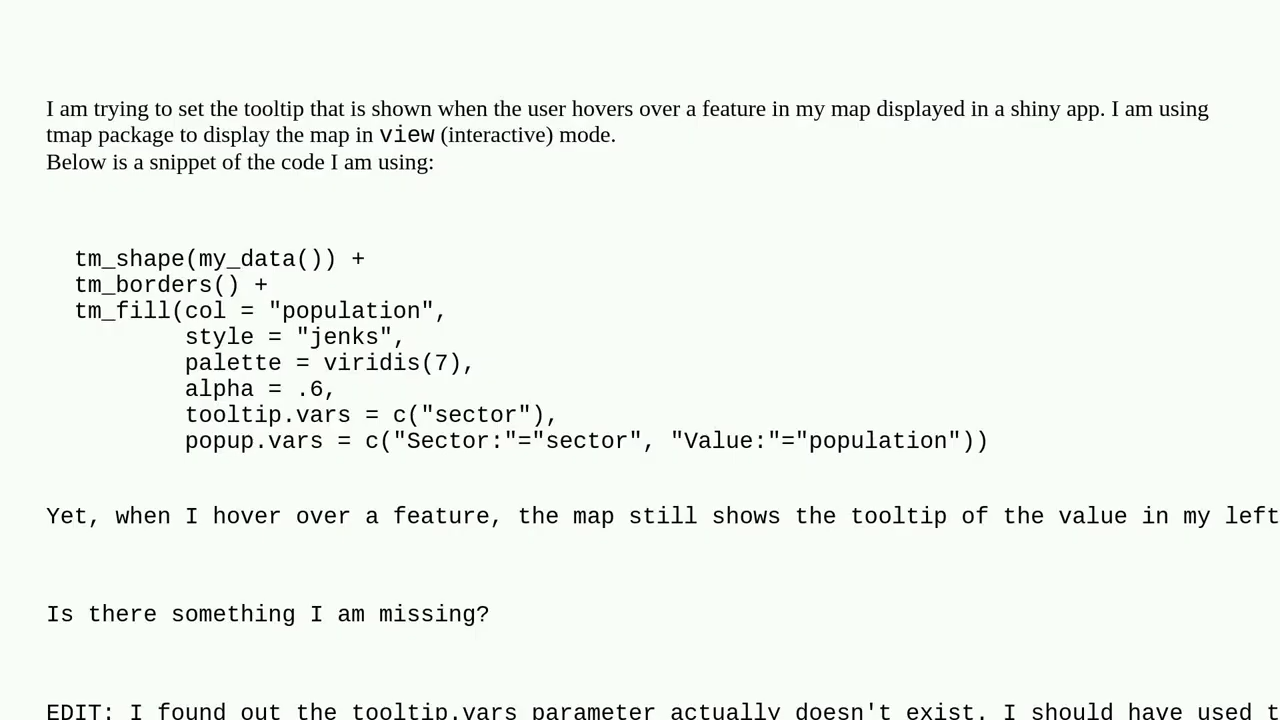 I am trying to set the tooltip that is shown when the user hovers over a feature in my map displayed in a shiny app. I am using
tmap package to display the map in view (interactive) mode.
Below is a snippet of the code I am using:
tm_shape(my_data()) +
tm_borders() +
tm_fill(col = "population",
style = "jenks",
palette = viridis(7),
alpha = .6,
tooltip.vars = c("sector"),
popup.vars = c("Sector:"="sector", "Value:"="population"))
Yet, when I hover over a feature, the map still shows the tooltip of the value in my left
Is there something I am missing?
EDIT: I found out the tooltip.vars parameter actually doesn't exist. I should have used